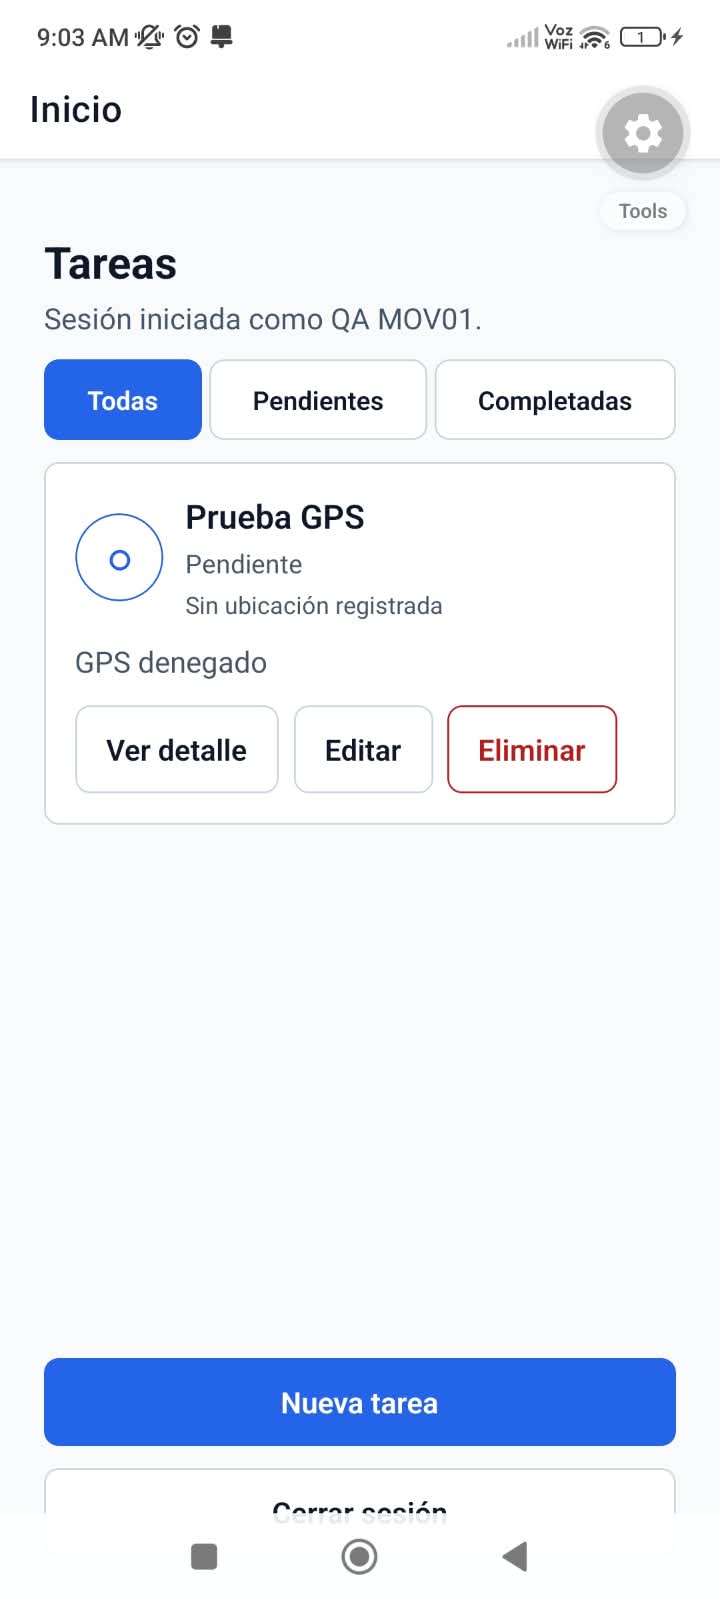 9:03 AM
Voz
WiFi
6
1
Inicio
Tools
Tareas
Sesión iniciada como QA MOV01.
Todas
Pendientes
Completadas
Prueba GPS
Pendiente
Sin ubicación registrada
GPS denegado
Ver detalle
Editar
Eliminar
Nueva tarea
Cerrar sesión